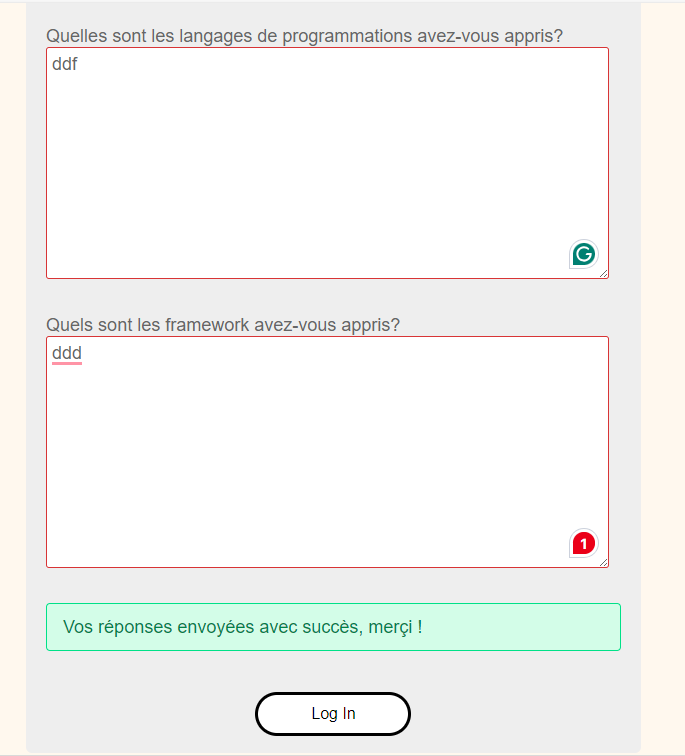 Quelles sont les langages de programmations avez-vous appris?
ddf
G
Quels sont les framework avez-vous appris?
ddd
1
Vos réponses envoyées avec succès, merçi !
Log In